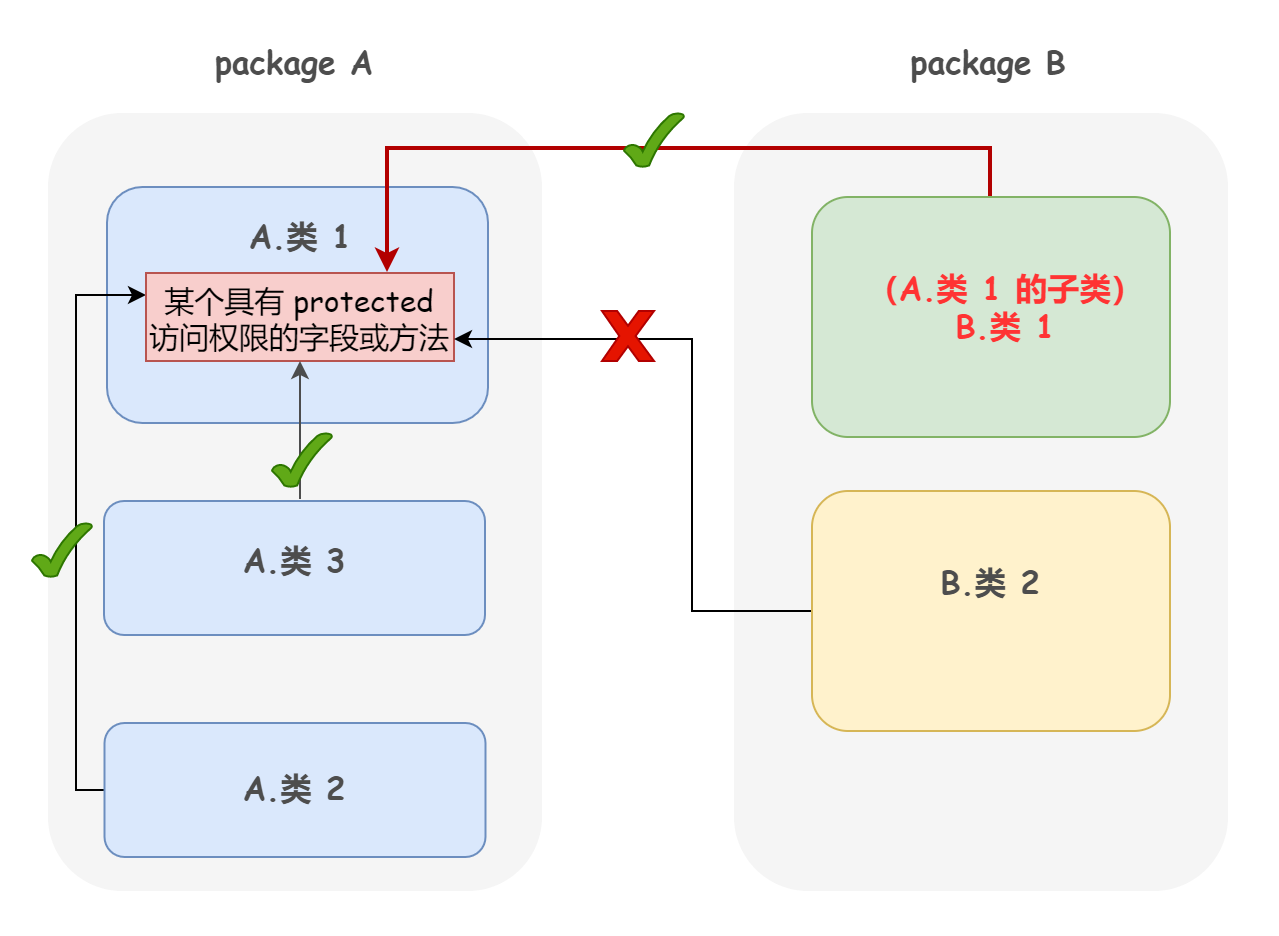 package A
package B
A.类 1
某个具有 protected
访问权限的字段或方法
A.类 3
A.类 2
(A.类 1 的子类)
B.类 1
B.类 2